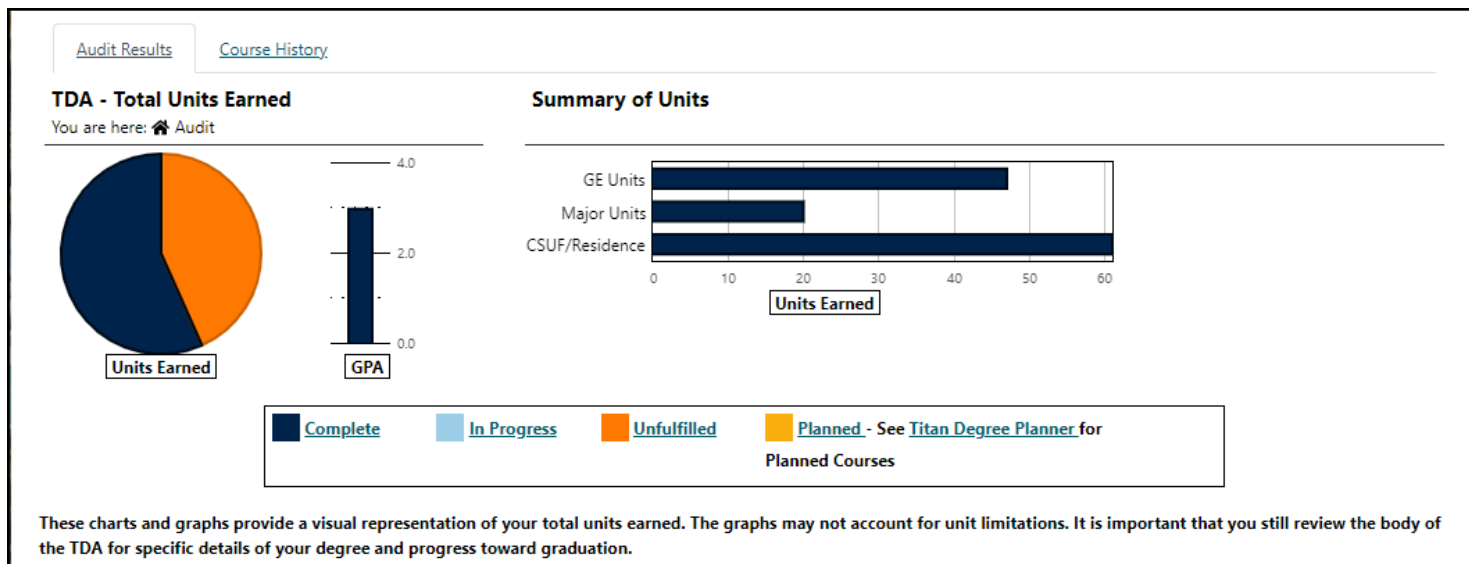 Audit Results
Course History
TDA - Total Units Earned
You are here: Audit
4.0
2.0
0.0
Units Earned
GPA
Summary of Units
GE Units
Major Units
CSUF/Residence
0 10 20 30 40 50 60
Units Earned
Complete
In Progress
Unfulfilled
Planned - See Titan Degree Planner for
Planned Courses
These charts and graphs provide a visual representation of your total units earned. The graphs may not account for unit limitations. It is important that you still review the body of
the TDA for specific details of your degree and progress toward graduation.